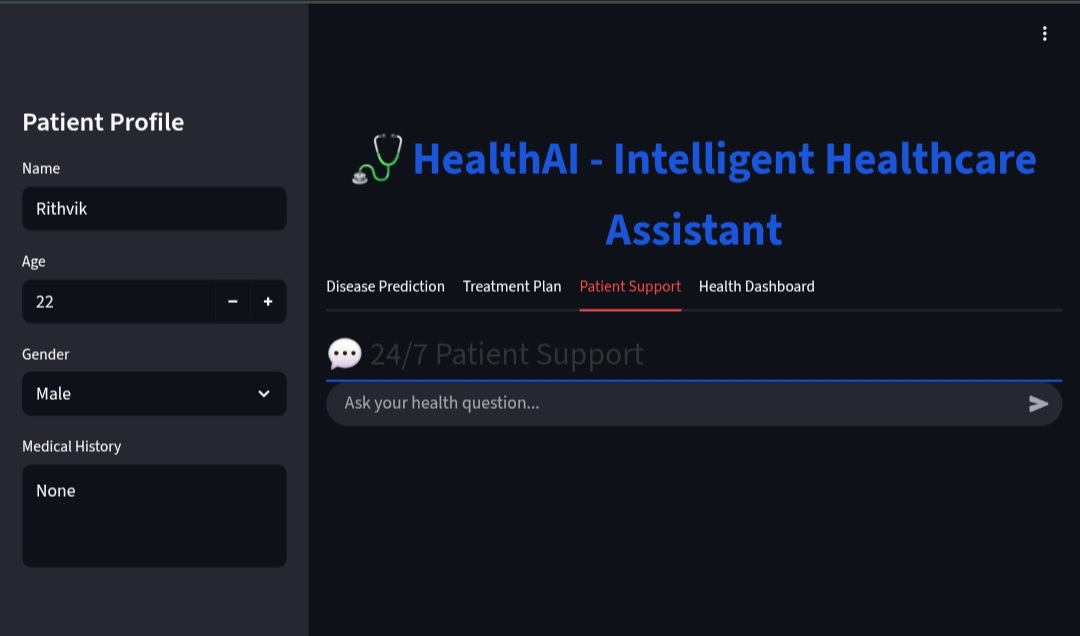 Patient Profile
Name
Rithvik
Age
22
Gender
Male
Medical History
None
HealthAI - Intelligent Healthcare
Assistant
Disease Prediction
Treatment Plan
Patient Support
Health Dashboard
24/7 Patient Support
Ask your health question...